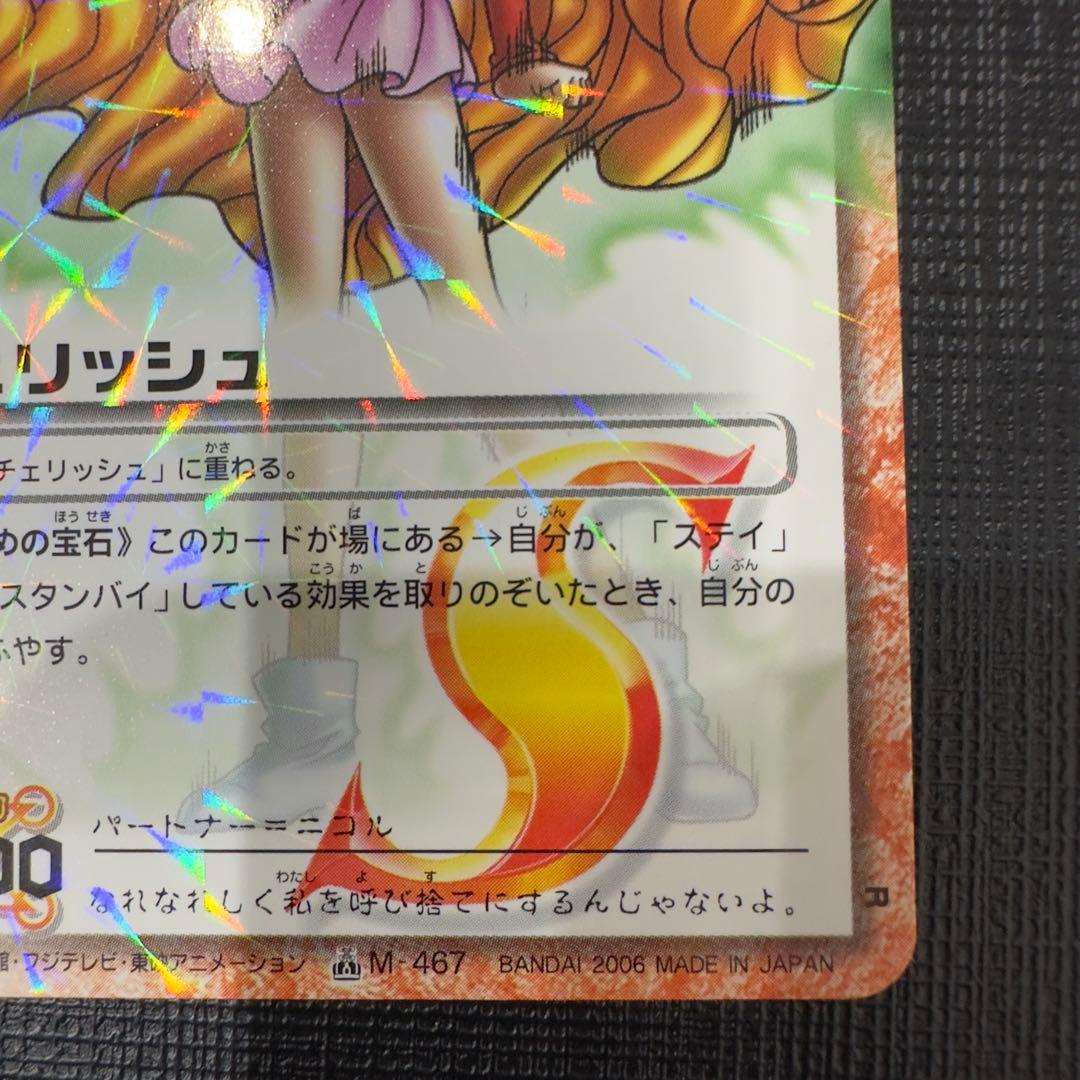 ェリッシュ
チェリッシュ」に重ねる。
めの宝石》このカードが場にある→自分が、「ステイ」
スタンバイ」している効果を取りのぞいたとき、自分の
ふやす。
00
パートナー=ニコル
なれなれしく私を呼び捨てにするんじゃないよ。
R
館・フジテレビ・東映アニメーション M-467 BANDAI 2006 MADE IN JAPAN